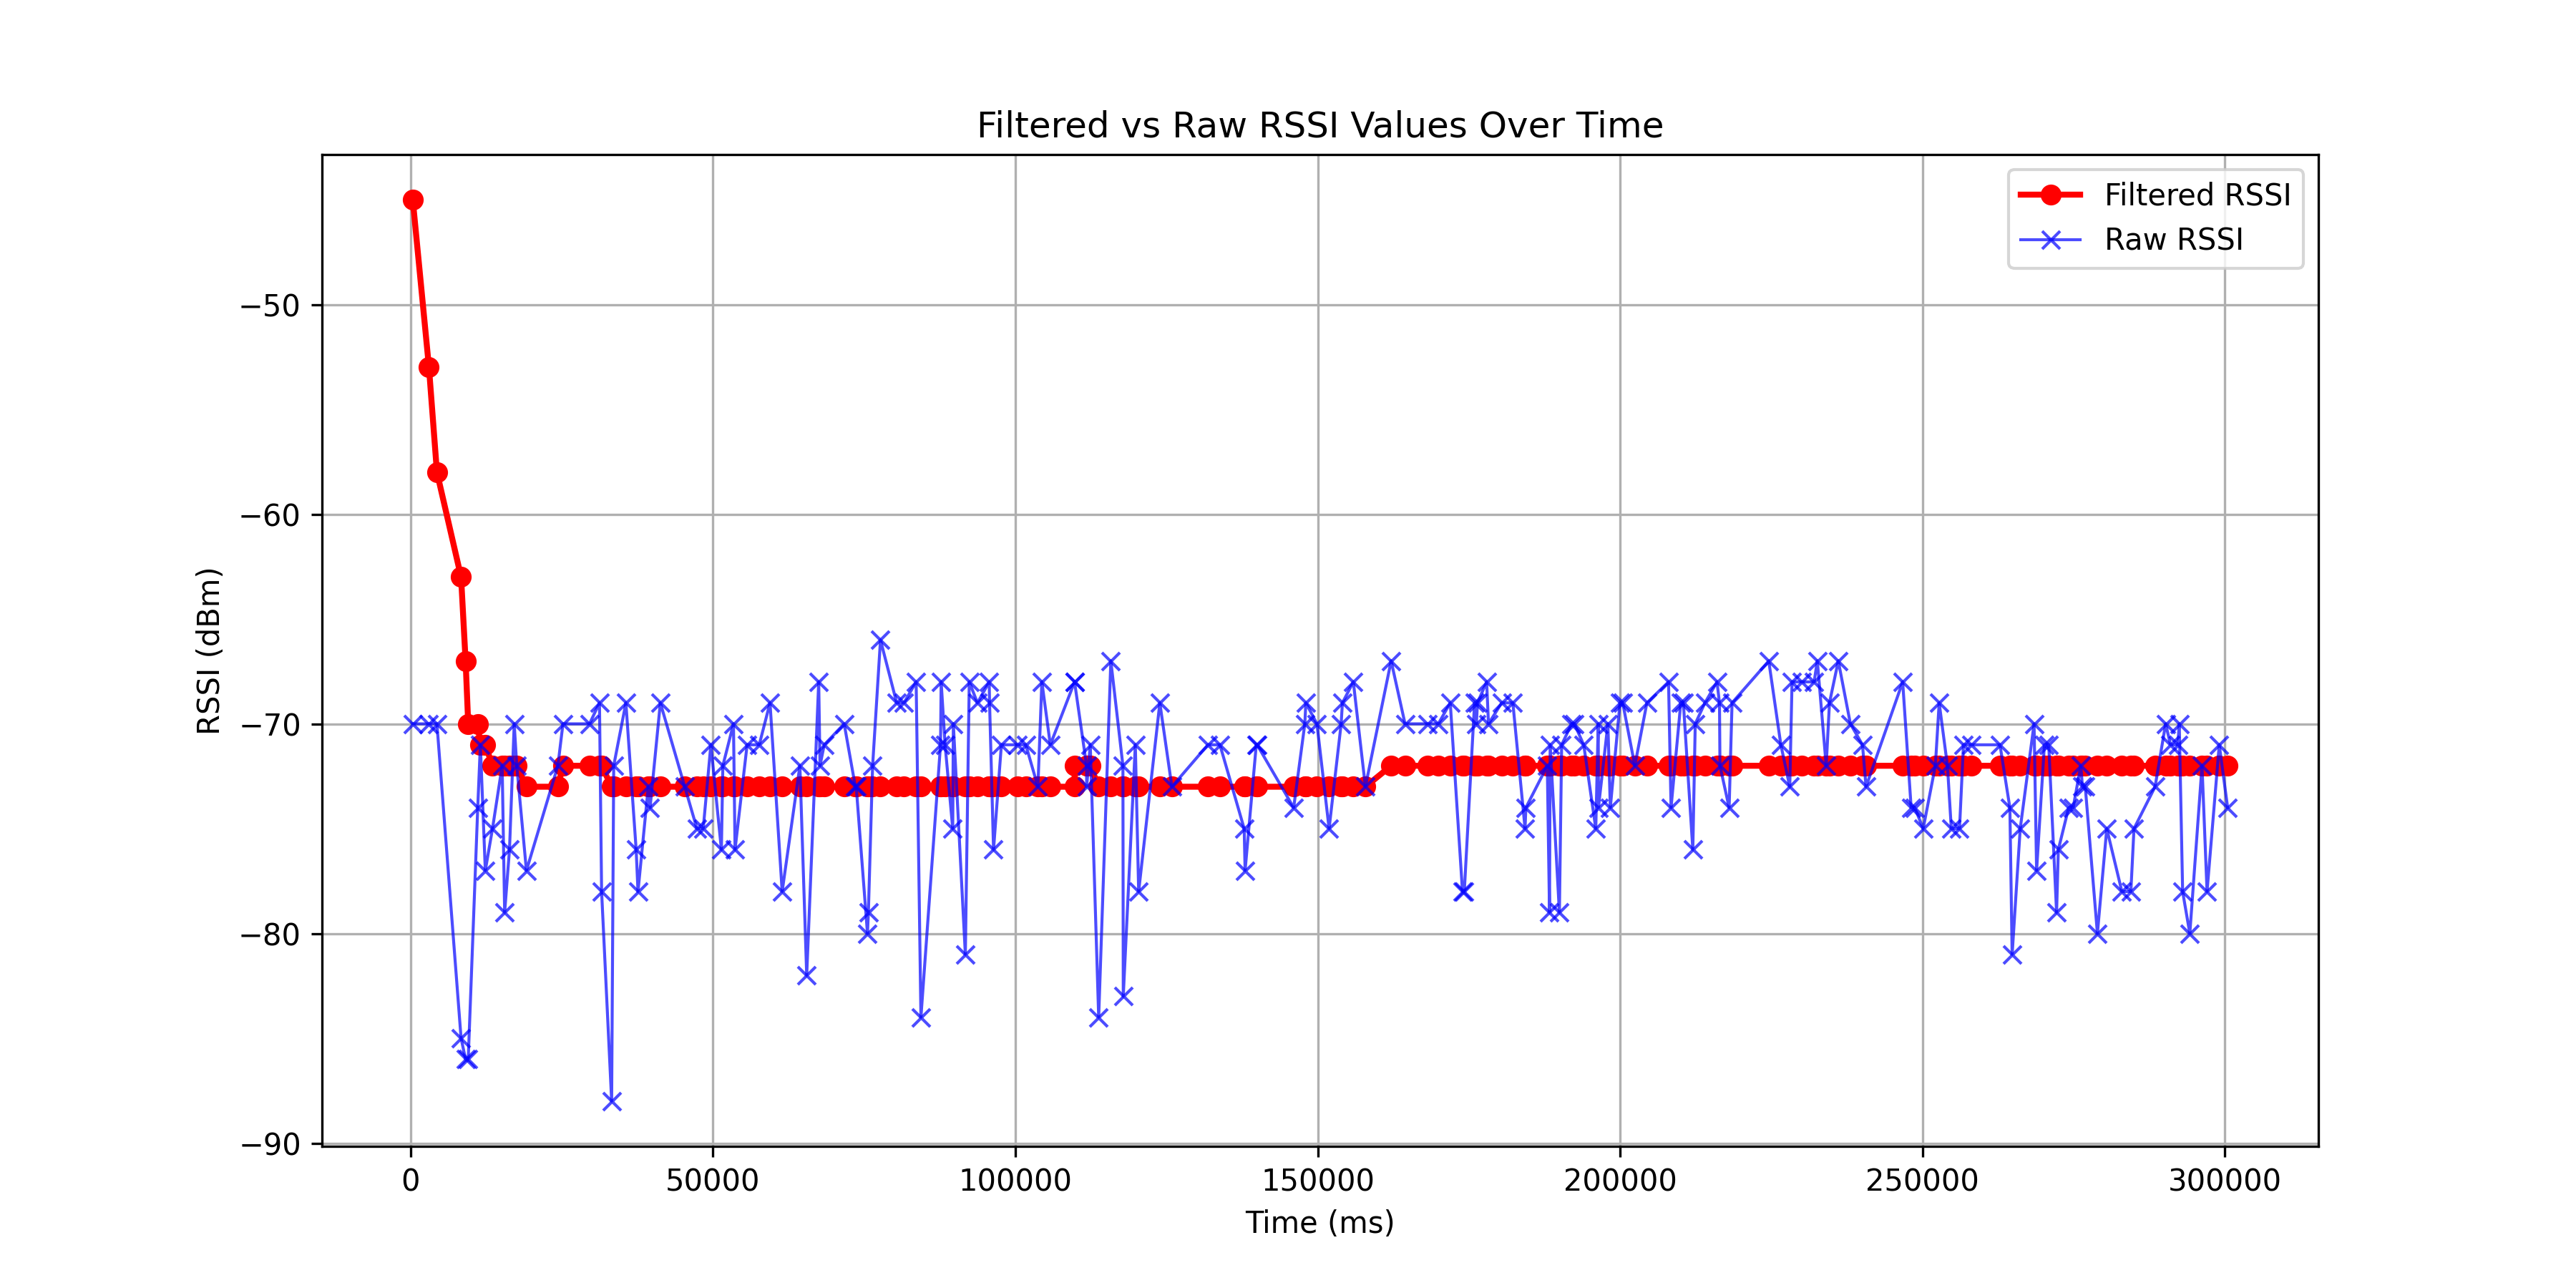 Filtered vs Raw RSSI Values Over Time
Filtered RSSI
Raw RSSI
RSSI (dBm)
−50
−60
−70
−80
−90
0 50000 100000 150000 200000 250000 300000
Time (ms)